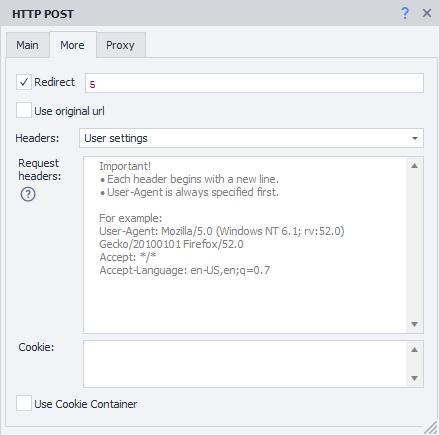 HTTP POST ? ×
Main More Proxy
Redirect 5
Use original url
Headers: User settings
Request headers:
?
Important!
• Each header begins with a new line.
• User-Agent is always specified first.
For example:
User-Agent: Mozilla/5.0 (Windows NT 6.1; rv:52.0)
Gecko/20100101 Firefox/52.0
Accept: */*
Accept-Language: en-US,en;q=0.7
Cookie:
Use Cookie Container